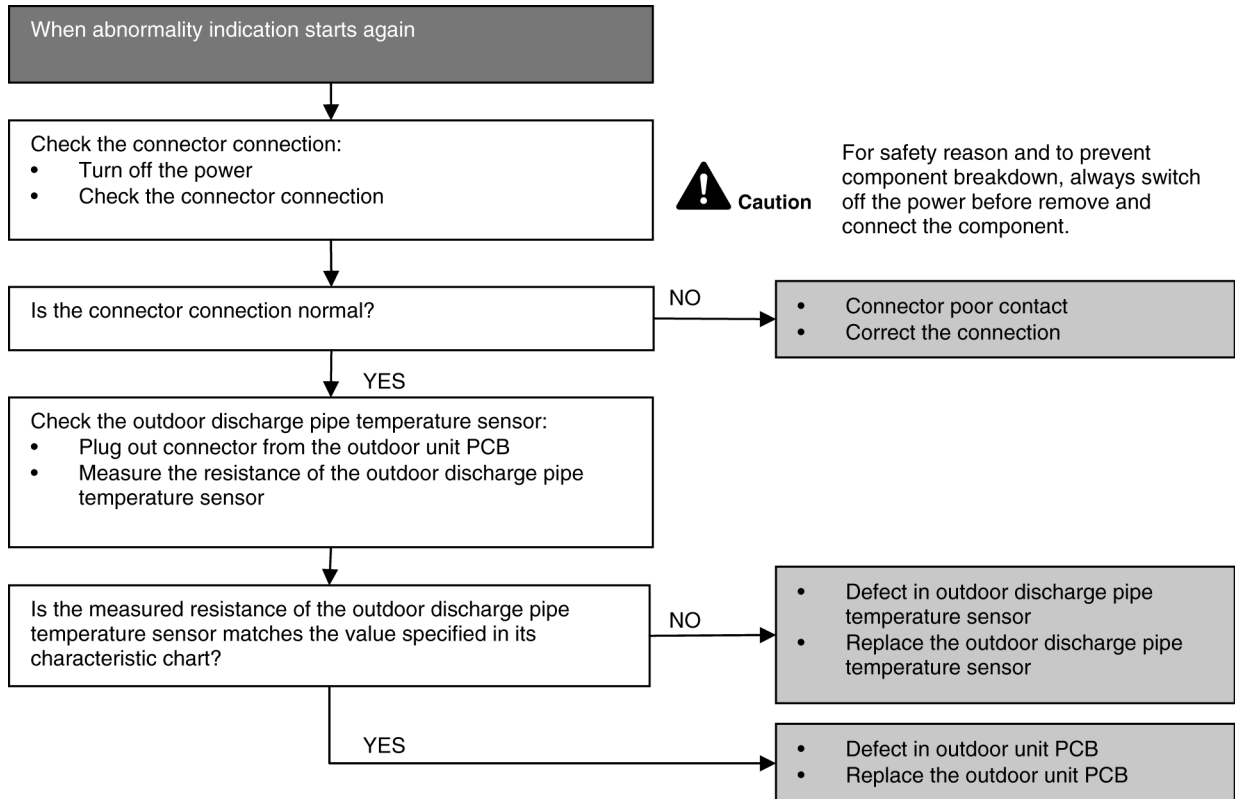 When abnormality indication starts again
Check the connector connection:
• Turn off the power
• Check the connector connection
Caution
For safety reason and to prevent
component breakdown, always switch
off the power before remove and
connect the component.
Is the connector connection normal?
NO
• Connector poor contact
• Correct the connection
YES
Check the outdoor discharge pipe temperature sensor:
• Plug out connector from the outdoor unit PCB
• Measure the resistance of the outdoor discharge pipe
temperature sensor
Is the measured resistance of the outdoor discharge pipe
temperature sensor matches the value specified in its
characteristic chart?
NO
• Defect in outdoor discharge pipe
temperature sensor
• Replace the outdoor discharge pipe
temperature sensor
YES
• Defect in outdoor unit PCB
• Replace the outdoor unit PCB